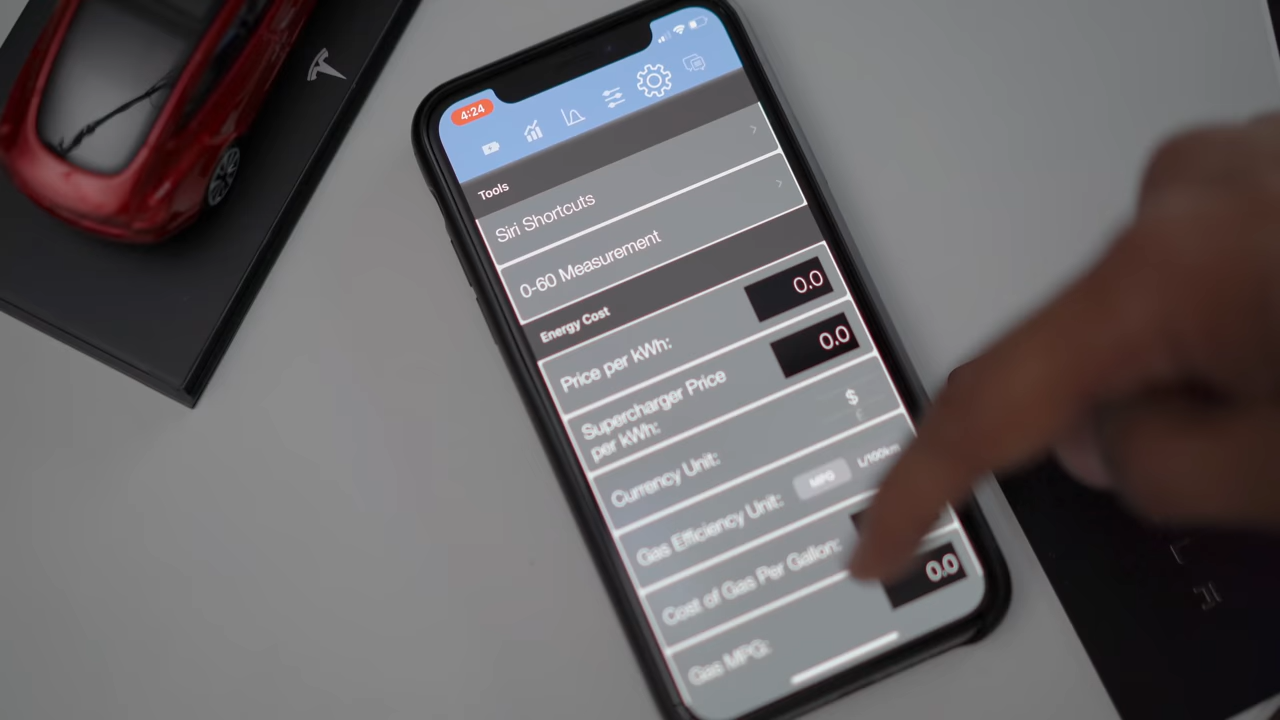 4:24
Tools
Siri Shortcuts
0-60 Measurement
Energy Cost
Price per kWh: 0.0
Supercharger Price
per kWh: 0.0
Currency Unit: $
€
Gas Efficiency Unit: MPG L/100km
Cost of Gas Per Gallon:
Gas MPG: 0.0